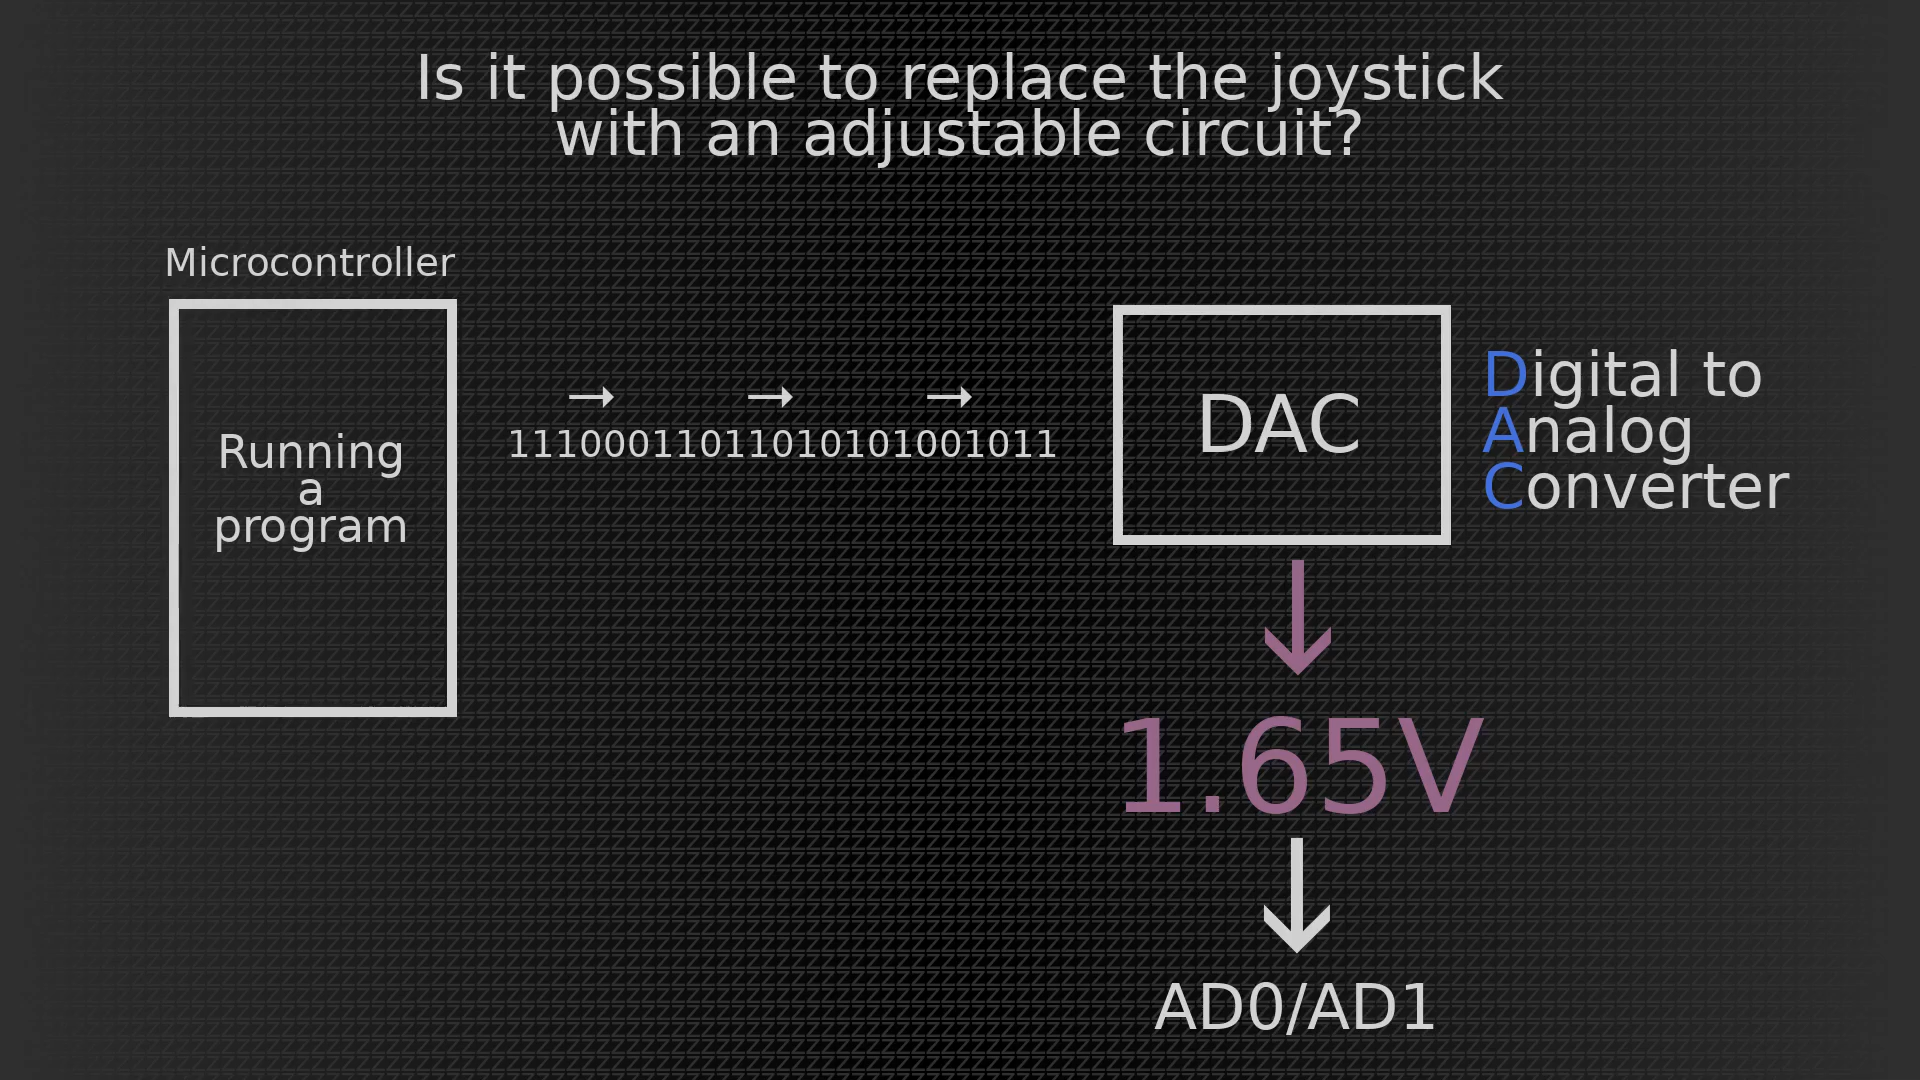 Is it possible to replace the joystick
with an adjustable circuit?
Microcontroller
Running
a
program
→ → →
11100011011010101001011
DAC
Digital to
Analog
Converter
1.65V
AD0/AD1